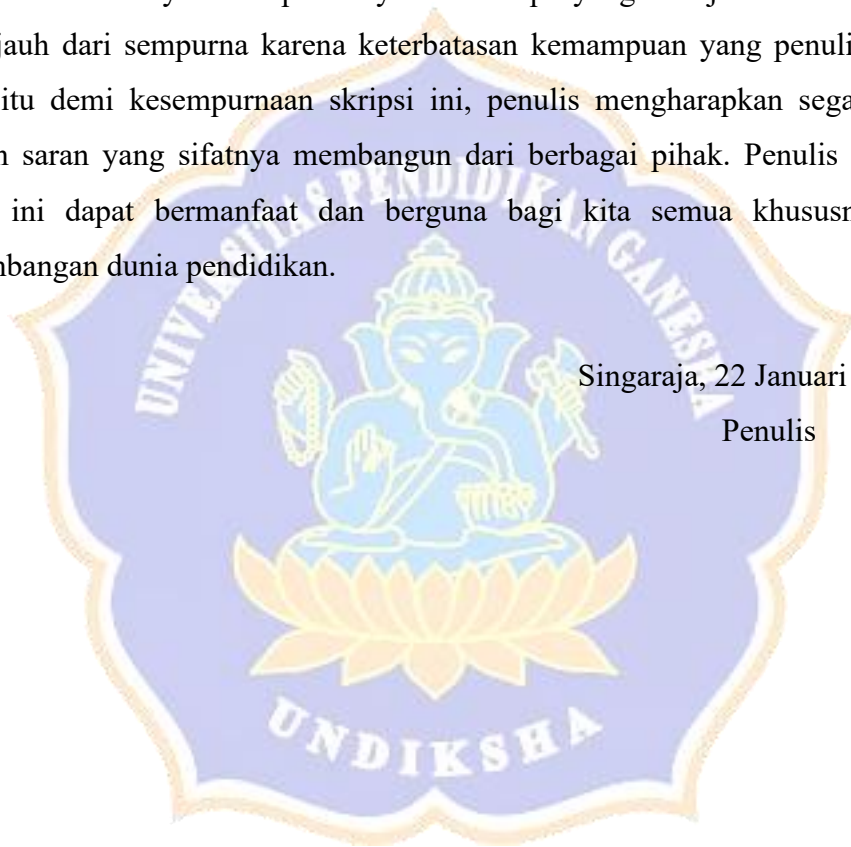 jauh dari sempurna karena keterbatasan kemampuan yang penuli
itu demi kesempurnaan skripsi ini, penulis mengharapkan sega
n saran yang sifatnya membangun dari berbagai pihak. Penulis
ini dapat bermanfaat dan berguna bagi kita semua khususn
mbangan dunia pendidikan.
UNIVERSITAS PENDIDIKAN GANESHA
Singaraja, 22 Januari
Penulis
UNDIKSHA